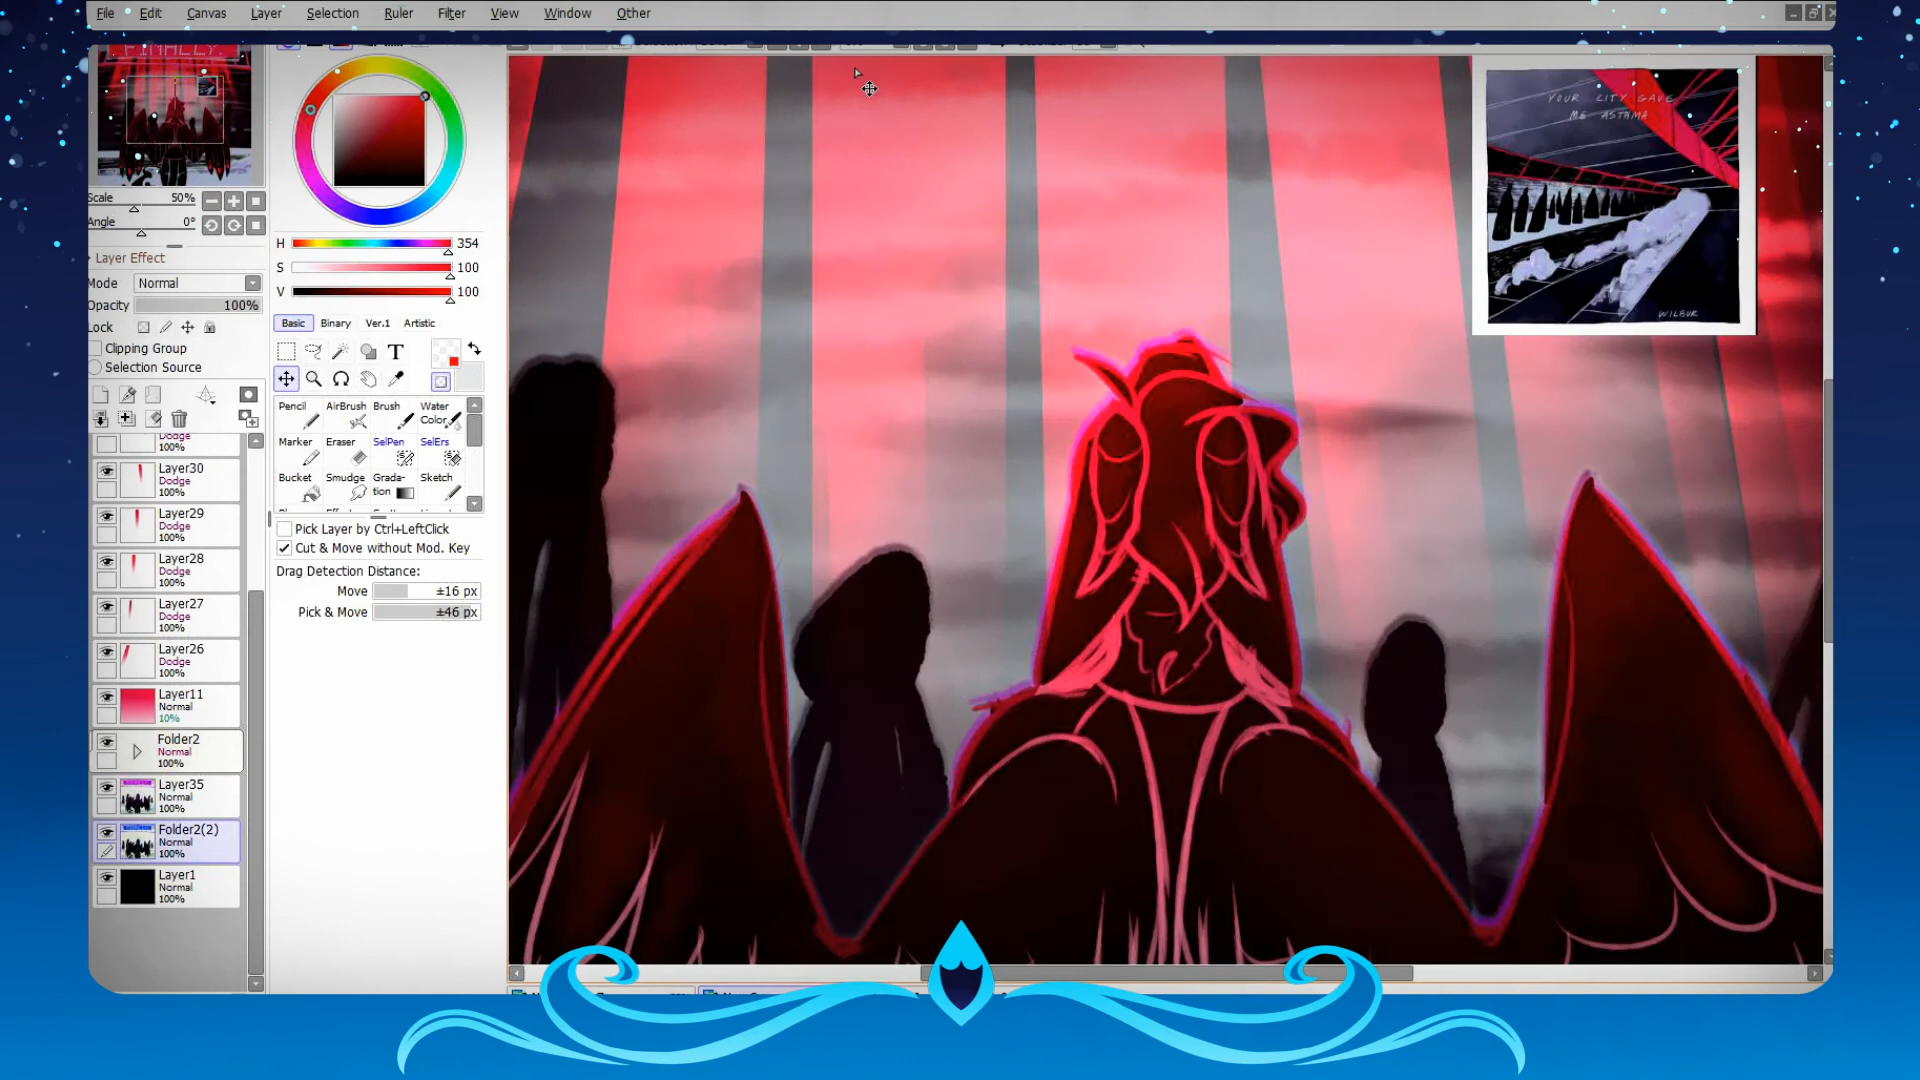 File Edit Canvas Layer Selection Ruler Filter View Window Other
FINALLY
YOUR CITY GAVE
ME ASTHMA
WILBUR
Scale 50%
Angle 0°
Layer Effect
Mode Normal
Opacity 100%
Lock
Clipping Group
Selection Source
H 354
S 100
V 100
Basic Binary Ver.1 Artistic
T
Pencil AirBrush Brush Water Color
Marker Eraser SelPen SelErs
Bucket Smudge Grada-tion Sketch
Pick Layer by Ctrl+LeftClick
Cut & Move without Mod. Key
Drag Detection Distance:
Move ±16 px
Pick & Move ±46 px
Dodge
100%
Layer30
Dodge
100%
Layer29
Dodge
100%
Layer28
Dodge
100%
Layer27
Dodge
100%
Layer26
Dodge
100%
Layer11
Normal
10%
Folder2
Normal
100%
Layer35
Normal
100%
Folder2(2)
Normal
100%
Layer1
Normal
100%